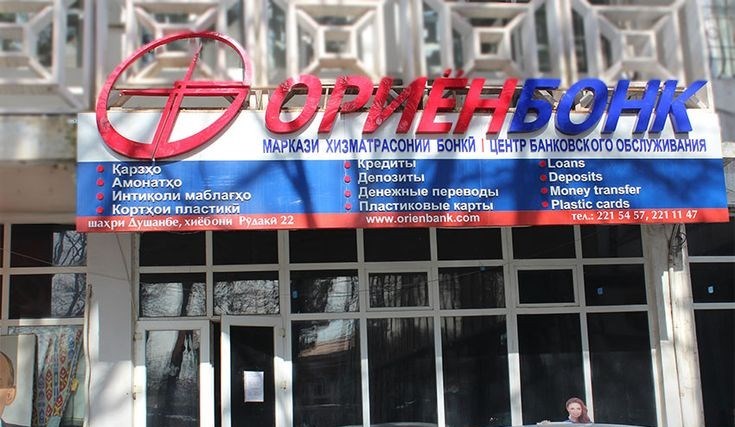 ОРИЁНБОНК
МАРКАЗИ ХИЗМАТРАСОНИИ БОНКӢ | ЦЕНТР БАНКОВСКОГО ОБСЛУЖИВАНИЯ
Қарзҳо
Амонатҳо
Интиқоли маблағҳо
Кортҳои пластикӣ
Кредиты
Депозиты
Денежные переводы
Пластиковые карты
Loans
Deposits
Money transfer
Plastic cards
шаҳри Душанбе, хиёбони Рӯдакӣ 22
www.orienbank.com
тел.: 221 54 57, 221 11 47